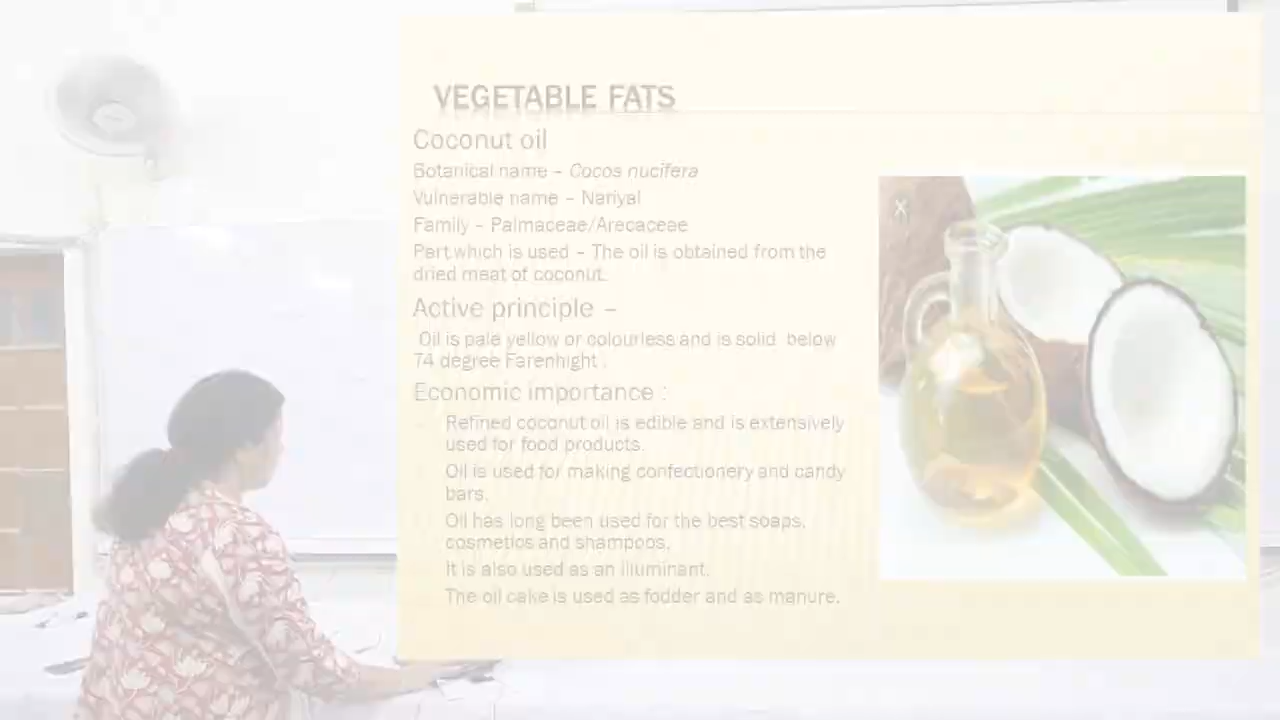 VEGETABLE FATS
Coconut oil
Botanical name – Cocos nucifera
Vulnerable name – Nariyal
Family – Palmaceae/Arecaceae
Part which is used – The oil is obtained from the
dried meat of coconut.
Active principle –
Oil is pale yellow or colourless and is solid below
74 degree Farenhight .
Economic importance :
Refined coconut oil is edible and is extensively
used for food products.
Oil is used for making confectionery and candy
bars.
Oil has long been used for the best soaps,
cosmetics and shampoos.
It is also used as an illuminant.
The oil cake is used as fodder and as manure.